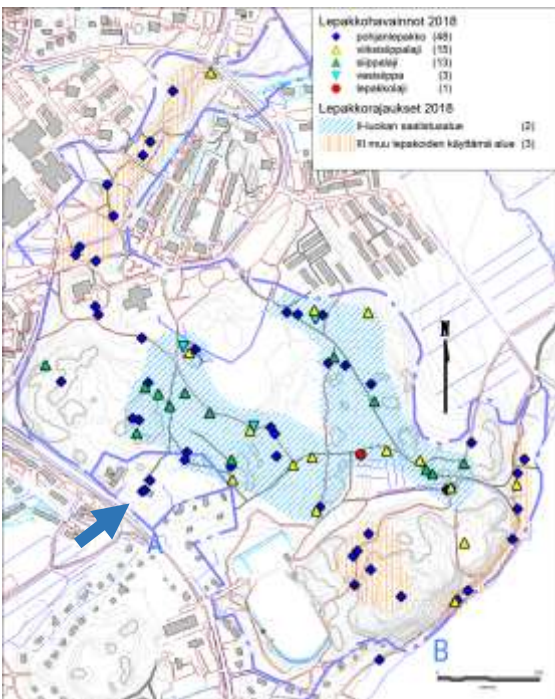 Lepakkohavainnot 2018
pohjanlepakko (48)
viiksisiippalaji (15)
siippalaji (13)
vesisiippa (3)
lepakkolaji (1)
Lepakkorajaukset 2018
II-luokan saalistusalue (2)
III muu lepakoiden käyttämä alue (3)
N
A
B